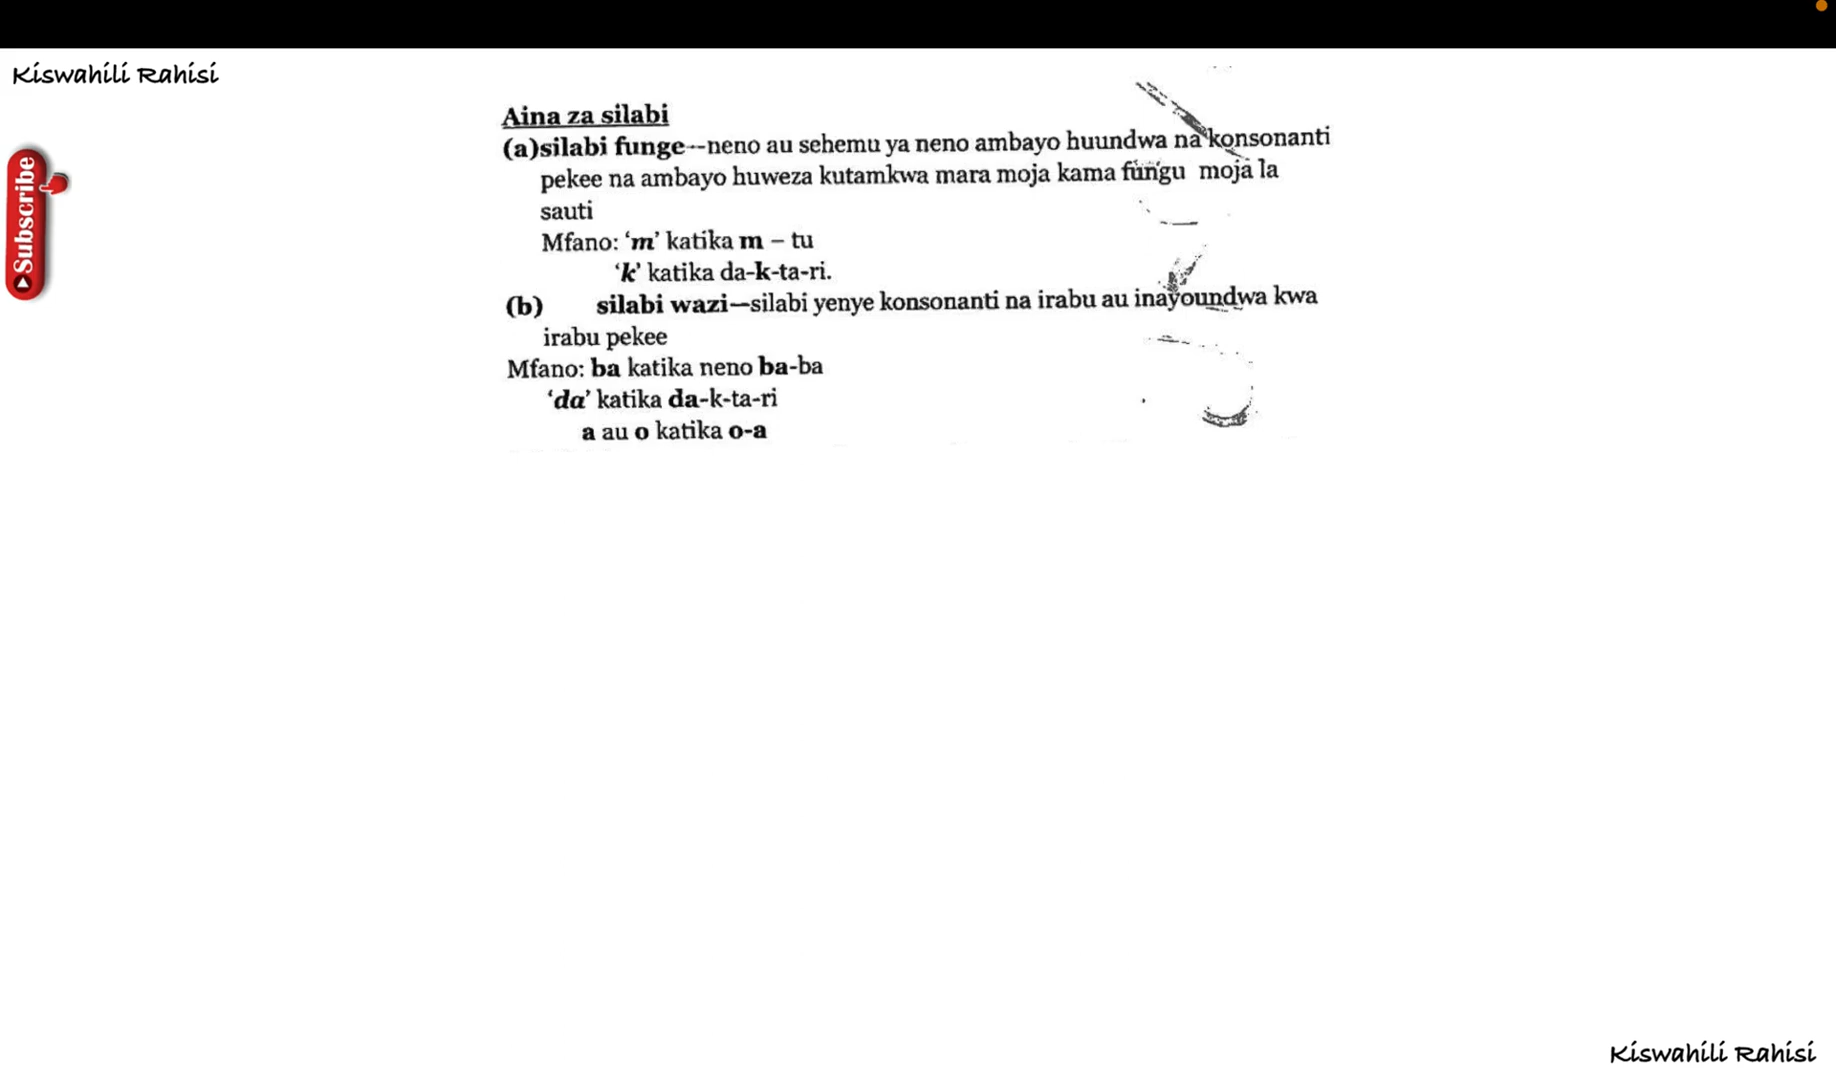 Kiswahili Rahisi
Subscribe
Aina za silabi
(a)silabi funge--neno au sehemu ya neno ambayo huundwa na konsonanti
pekee na ambayo huweza kutamkwa mara moja kama fungu moja la
sauti
Mfano: ‘m’ katika m – tu
‘k’ katika da-k-ta-ri.
(b) silabi wazi—silabi yenye konsonanti na irabu au inayoundwa kwa
irabu pekee
Mfano: ba katika neno ba-ba
‘da’ katika da-k-ta-ri
a au o katika o-a
Kiswahili Rahisi